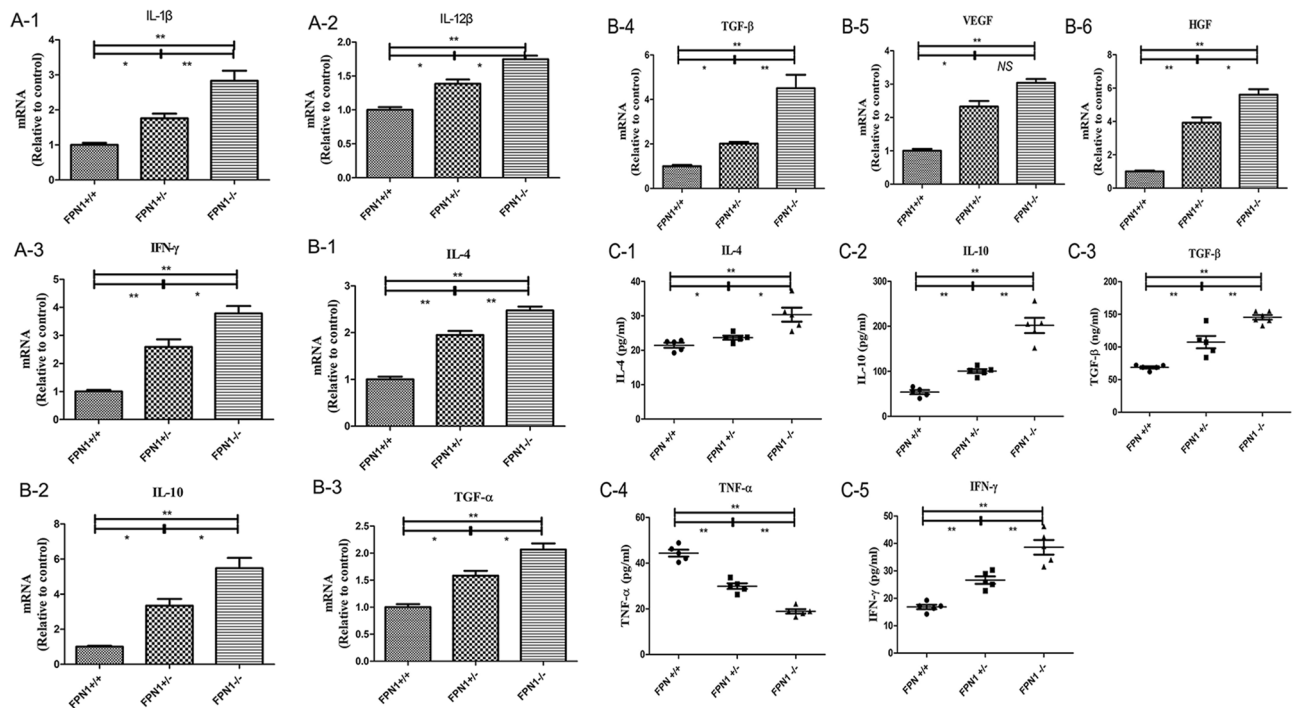 A-1
IL-1β
**
*
**
mRNA
(Relative to control)
4
3
2
1
0
FPN1+/+
FPN1+/-
FPN1-/-
A-2
IL-12β
**
*
*
mRNA
(Relative to control)
2.0
1.5
1.0
0.5
0.0
FPN1+/+
FPN1+/-
FPN1-/-
B-4
TGF-β
**
*
**
mRNA
(Relative to control)
6
4
2
0
FPN1+/+
FPN1+/-
FPN1-/-
B-5
VEGF
**
*
NS
mRNA
(Relative to control)
4
3
2
1
0
FPN1+/+
FPN1+/-
FPN1-/-
B-6
HGF
**
**
*
mRNA
(Relative to control)
8
6
4
2
0
FPN1+/+
FPN1+/-
FPN1-/-
A-3
IFN-γ
**
**
*
mRNA
(Relative to control)
5
4
3
2
1
0
FPN1+/+
FPN1+/-
FPN1-/-
B-1
IL-4
**
**
**
mRNA
(Relative to control)
3
2
1
0
FPN1+/+
FPN1+/-
FPN1-/-
C-1
IL-4
**
*
*
IL-4 (pg/ml)
40
30
20
10
0
FPN +/+
FPN1 +/-
FPN1 -/-
C-2
IL-10
**
**
**
IL-10 (pg/ml)
300
200
100
0
FPN +/+
FPN1 +/-
FPN1 -/-
C-3
TGF-β
**
**
**
TGF-β (ng/ml)
200
150
100
50
0
FPN +/+
FPN1 +/-
FPN1 -/-
B-2
IL-10
**
*
*
mRNA
(Relative to control)
8
6
4
2
0
FPN1+/+
FPN1+/-
FPN1-/-
B-3
TGF-α
**
*
*
mRNA
(Relative to control)
2.5
2.0
1.5
1.0
0.5
0.0
FPN1+/+
FPN1+/-
FPN1-/-
C-4
TNF-α
**
**
**
TNF-α (pg/ml)
60
40
20
0
FPN +/+
FPN1 +/-
FPN1 -/-
C-5
IFN-γ
**
**
**
IFN-γ (pg/ml)
50
40
30
20
10
0
FPN +/+
FPN1 +/-
FPN1 -/-